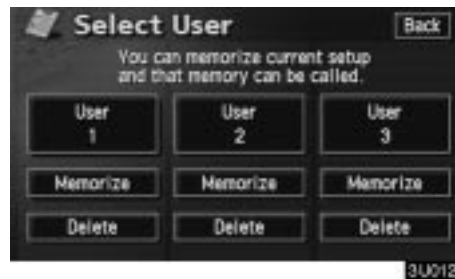 Select User
Back
You can memorize current setup
and that memory can be called.
User User User
1 2 3
Memorize Memorize Memorize
Delete Delete Delete
3U012